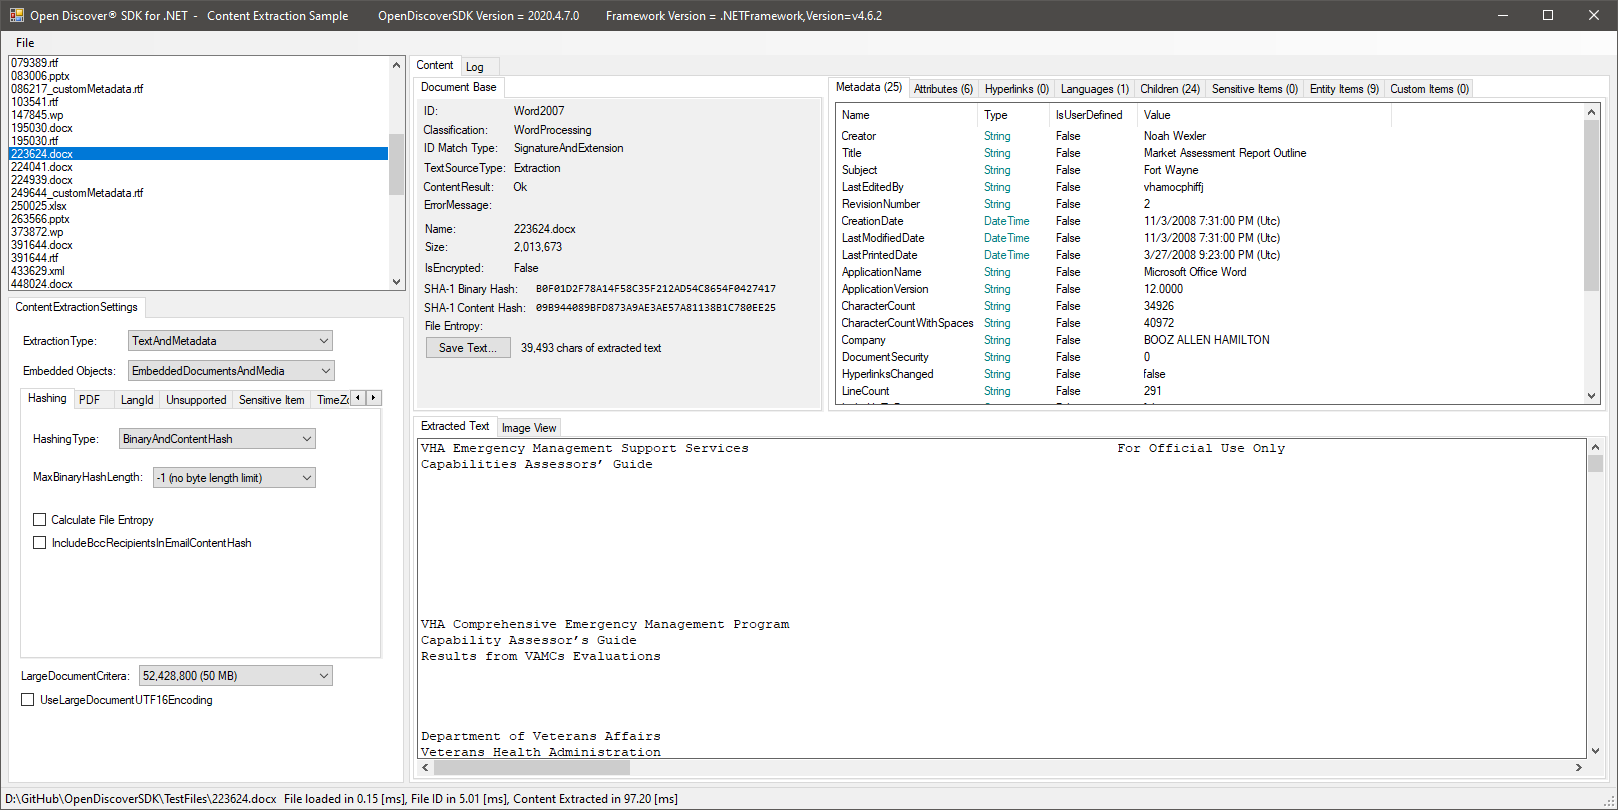 Open Discover® SDK for .NET - Content Extraction Sample OpenDiscoverSDK Version = 2020.4.7.0 Framework Version = .NETFramework,Version=v4.6.2
File
079389.rtf
083006.pptx
086217_customMetadata.rtf
103541.rtf
147845.wp
195030.docx
195030.rtf
223624.docx
224041.docx
224939.docx
249644_customMetadata.rtf
250025.xlsx
263566.pptx
373872.wp
391644.docx
391644.rtf
433629.xml
448024.docx
ContentExtractionSettings
ExtractionType: TextAndMetadata
Embedded Objects: EmbeddedDocumentsAndMedia
Hashing PDF LangId Unsupported Sensitive Item TimeZo
HashingType: BinaryAndContentHash
MaxBinaryHashLength: -1 (no byte length limit)
Calculate File Entropy
IncludeBccRecipientsInEmailContentHash
LargeDocumentCritera: 52,428,800 (50 MB)
UseLargeDocumentUTF16Encoding
Content Log
Document Base
ID: Word2007
Classification: WordProcessing
ID Match Type: SignatureAndExtension
TextSourceType: Extraction
ContentResult: Ok
ErrorMessage:
Name: 223624.docx
Size: 2,013,673
IsEncrypted: False
SHA-1 Binary Hash: B0F01D2F78A14F58C35F212AD54C8654F0427417
SHA-1 Content Hash: 09B944089BFD873A9AE3AE57A81138B1C780EE25
File Entropy:
Save Text... 39,493 chars of extracted text
Metadata (25) Attributes (6) Hyperlinks (0) Languages (1) Children (24) Sensitive Items (0) Entity Items (9) Custom Items (0)
Name Type IsUserDefined Value
Creator String False Noah Wexler
Title String False Market Assessment Report Outline
Subject String False Fort Wayne
LastEditedBy String False vhamocphiffj
RevisionNumber String False 2
CreationDate DateTime False 11/3/2008 7:31:00 PM (Utc)
LastModifiedDate DateTime False 11/3/2008 7:31:00 PM (Utc)
LastPrintedDate DateTime False 3/27/2008 9:23:00 PM (Utc)
ApplicationName String False Microsoft Office Word
ApplicationVersion String False 12.0000
CharacterCount String False 34926
CharacterCountWithSpaces String False 40972
Company String False BOOZ ALLEN HAMILTON
DocumentSecurity String False 0
HyperlinksChanged String False false
LineCount String False 291
Extracted Text Image View
VHA Emergency Management Support Services For Official Use Only
Capabilities Assessors’ Guide
VHA Comprehensive Emergency Management Program
Capability Assessor’s Guide
Results from VAMCs Evaluations
Department of Veterans Affairs
Veterans Health Administration
D:\GitHub\OpenDiscoverSDK\TestFiles\223624.docx File loaded in 0.15 [ms], File ID in 5.01 [ms], Content Extracted in 97.20 [ms]